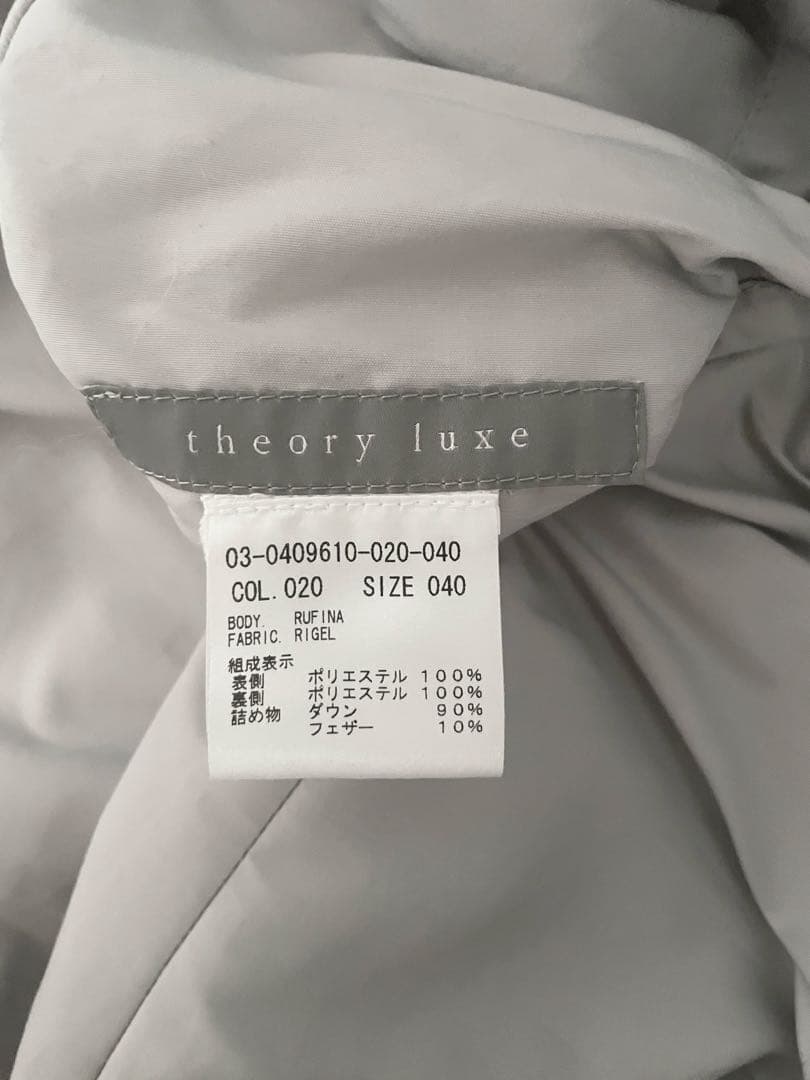 theory luxe
03-0409610-020-040
COL.020 SIZE 040
BODY. RUFINA
FABRIC. RIGEL
組成表示
表側 ポリエステル 100%
裏側 ポリエステル 100%
詰め物 ダウン 90%
フェザー 10%